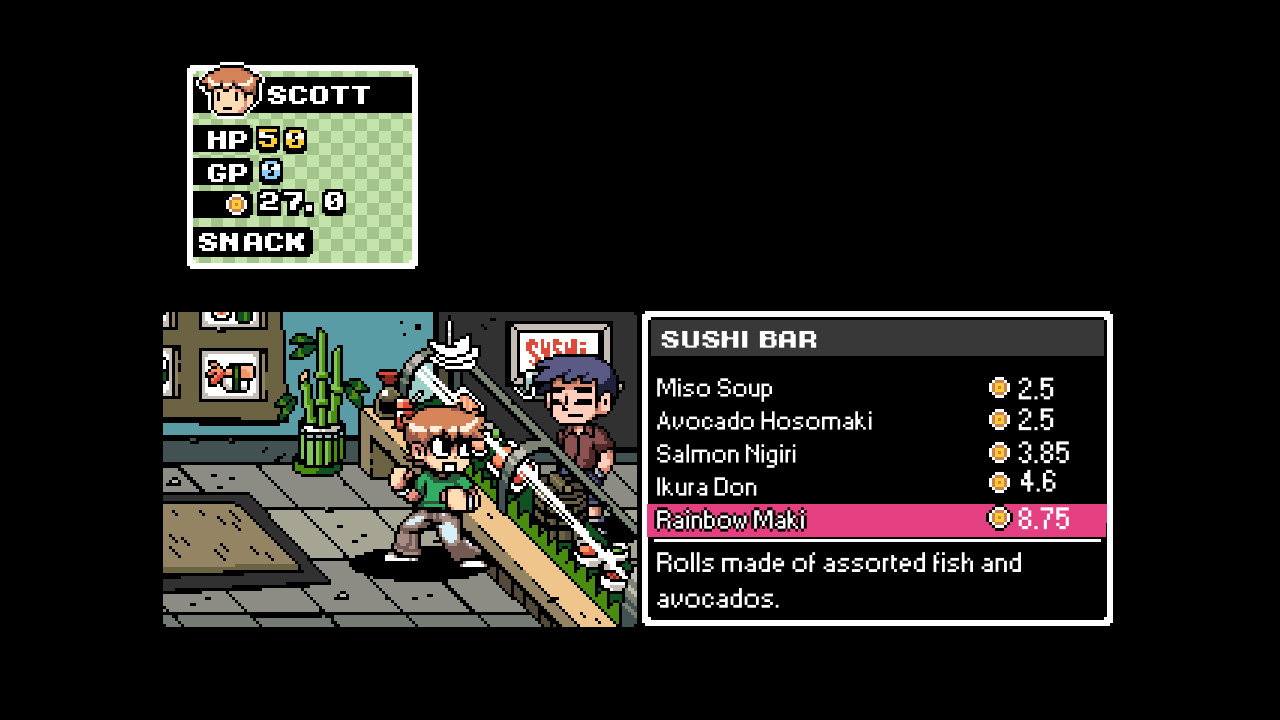 SCOTT
HP 50
GP 0
27.0
SNACK
SUSHI
SUSHI BAR
Miso Soup 2.5
Avocado Hosomaki 2.5
Salmon Nigiri 3.85
Ikura Don 4.6
Rainbow Maki 8.75
Rolls made of assorted fish and
avocados.